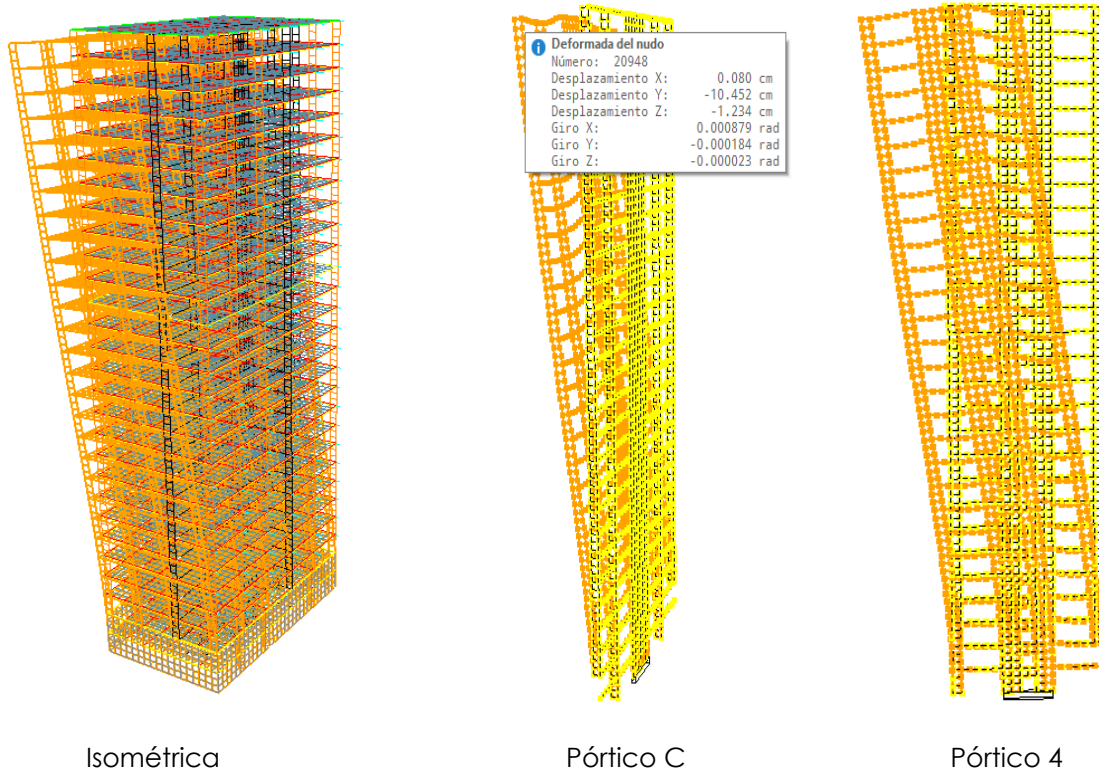 Deformada del nudo
Número: 20948
Desplazamiento X: 0.080 cm
Desplazamiento Y: -10.452 cm
Desplazamiento Z: -1.234 cm
Giro X: 0.000879 rad
Giro Y: -0.000184 rad
Giro Z: -0.000023 rad
Isométrica
Pórtico C
Pórtico 4